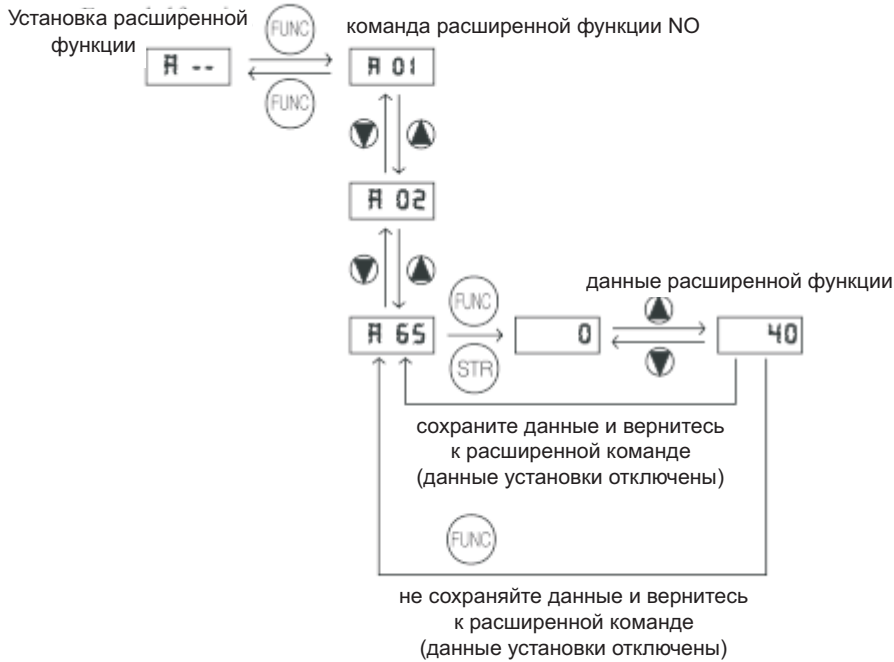 Установка расширенной
функции
FUNC
команда расширенной функции NO
A --
A 01
FUNC
A 02
данные расширенной функции
FUNC
A 65
0
40
STR
сохраните данные и вернитесь
к расширенной команде
(данные установки отключены)
FUNC
не сохраняйте данные и вернитесь
к расширенной команде
(данные установки отключены)